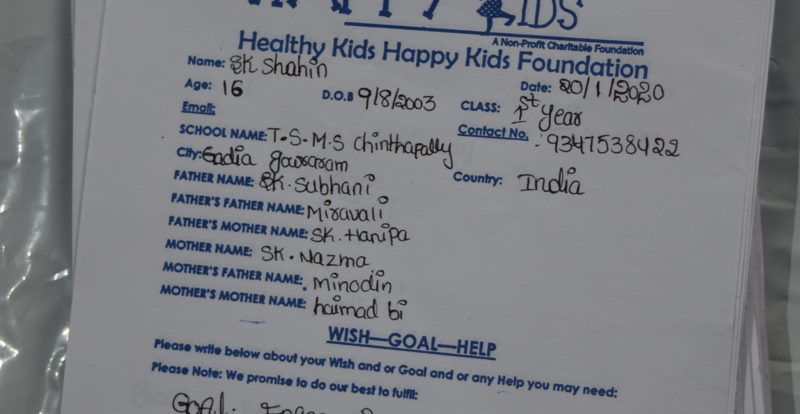 HAPPY KIDS
A Non-Profit Charitable Foundation
Healthy Kids Happy Kids Foundation
Name: SK Shahin Date: 20/1/2020
Age: 16 D.O.B 9/8/2003 CLASS: Ist year
Email: Contact No. 9347538422
SCHOOL NAME: T.S.M.S Chinthapally
City: Gadia gowraram Country: India
FATHER NAME: SK. Subhani
FATHER'S FATHER NAME: Miravali
FATHER'S MOTHER NAME: SK. Hanipa
MOTHER NAME: SK. Nazma
MOTHER'S FATHER NAME: Minodin
MOTHER'S MOTHER NAME: haimad bi
WISH—GOAL—HELP
Please write below about your Wish and or Goal and or any Help you may need:
Please Note: We promise to do our best to fulfil:
GOAL: